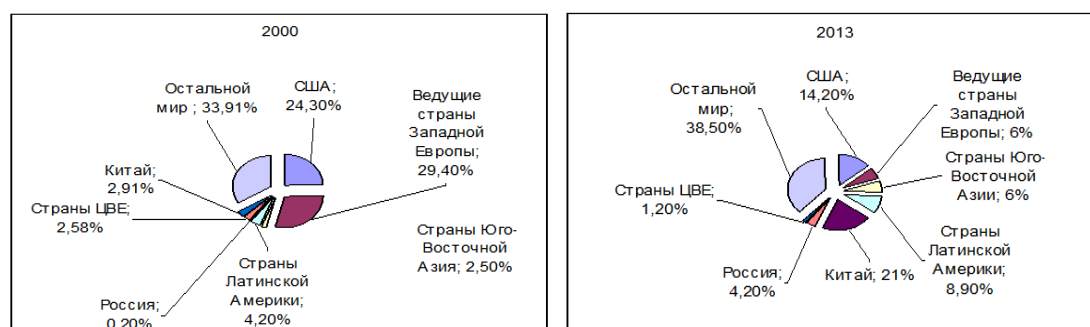 2000
Остальной
мир ; 33,91%
США;
24,30%
Ведущие
страны
Западной
Европы;
29,40%
Китай;
2,91%
Страны ЦВЕ;
2,58%
Россия;
0,20%
Страны
Латинской
Америки;
4,20%
Страны Юго-
Восточной
Азия; 2,50%
2013
Остальной
мир;
38,50%
США;
14,20%
Ведущие
страны
Западной
Европы; 6%
Страны Юго-
Восточной
Азии; 6%
Страны ЦВЕ;
1,20%
Россия;
4,20%
Китай; 21%
Страны
Латинской
Америки;
8,90%